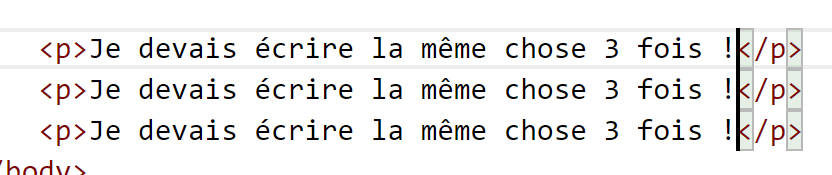 <p>Je devais écrire la même chose 3 fois !</p>
<p>Je devais écrire la même chose 3 fois !</p>
<p>Je devais écrire la même chose 3 fois !</p>
/body>